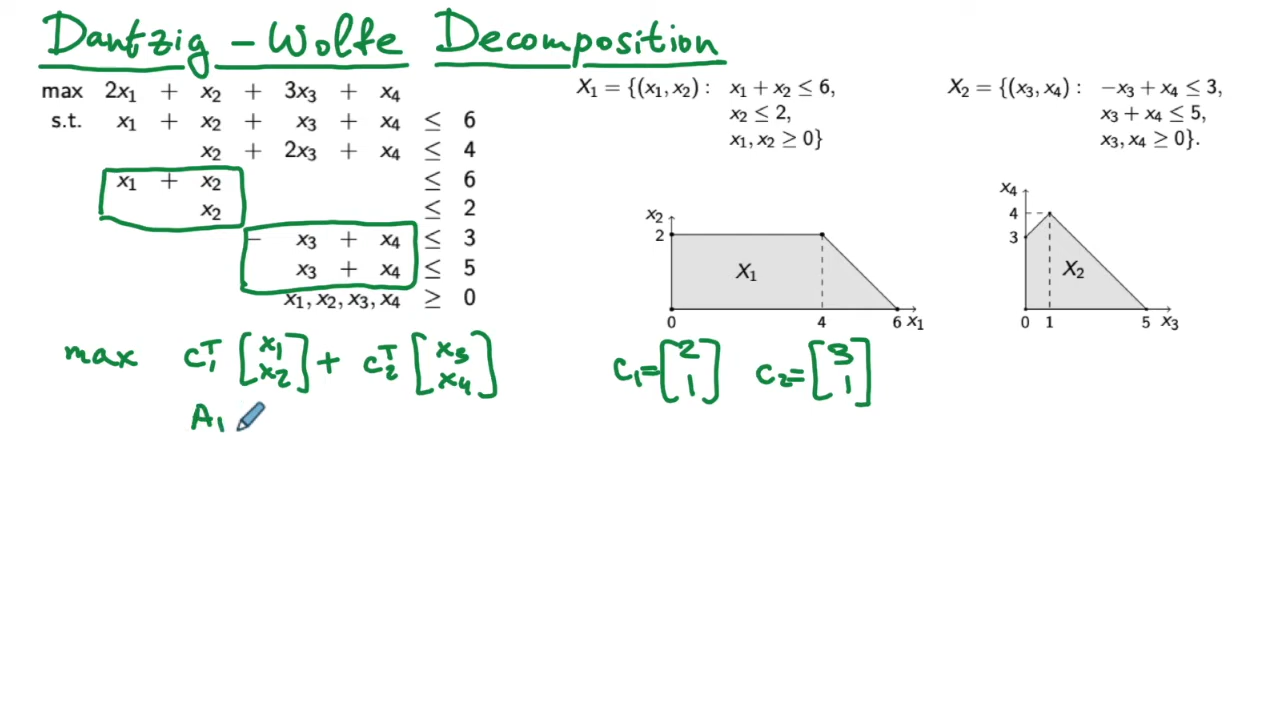 Dantzig – Wolfe Decomposition
max 2x₁ + x₂ + 3x₃ + x₄
s.t. x₁ + x₂ + x₃ + x₄ ≤ 6
x₂ + 2x₃ + x₄ ≤ 4
x₁ + x₂ ≤ 6
x₂ ≤ 2
− x₃ + x₄ ≤ 3
x₃ + x₄ ≤ 5
x₁, x₂, x₃, x₄ ≥ 0
X₁ = {(x₁, x₂) : x₁ + x₂ ≤ 6,
x₂ ≤ 2,
x₁, x₂ ≥ 0}
X₂ = {(x₃, x₄) : −x₃ + x₄ ≤ 3,
x₃ + x₄ ≤ 5,
x₃, x₄ ≥ 0}.
x₂
2
X₁
0 4 6 x₁
x₄
4
3
X₂
0 1 5 x₃
max c₁ᵀ [x₁ x₂] + c₂ᵀ [x₃ x₄] c₁ = [2 1] c₂ = [3 1]
A₁